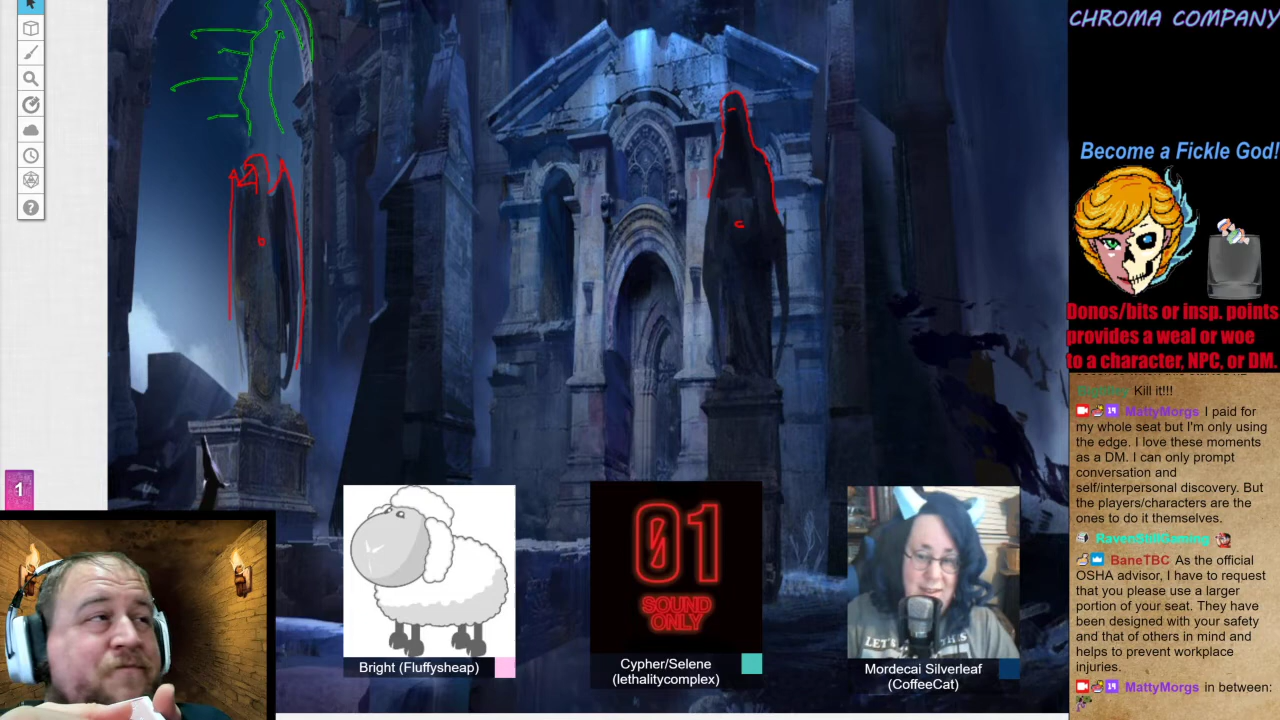 CHROMA COMPANY
Become a Fickle God!
Donos/bits or insp. points
provides a weal or woe
to a character, NPC, or DM.
Kill it!!!
MattyMorgs I paid for
my whole seat but I'm only using
the edge. I love these moments
as a DM. I can only prompt
conversation and
self/interpersonal discovery. But
the players/characters are the
ones to do it themselves.
RavenStillGaming
BaneTBC As the official
OSHA advisor, I have to request
that you please use a larger
portion of your seat. They have
been designed with your safety
and that of others in mind and
helps to prevent workplace
injuries.
MattyMorgs in between:
1
01
SOUND
ONLY
LET'S THIS
Bright (Fluffysheap)
Cypher/Selene
(lethalitycomplex)
Mordecai Silverleaf
(CoffeeCat)